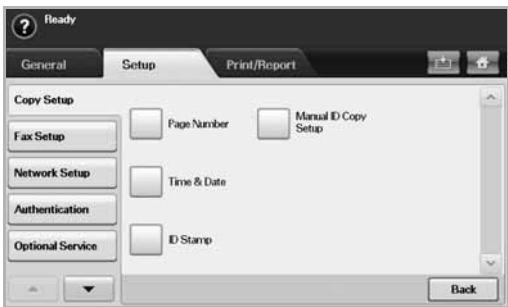 ?
Ready
General Setup Print/Report
Copy Setup
Fax Setup
Network Setup
Authentication
Optional Service
Page Number
Manual ID Copy
Setup
Time & Date
ID Stamp
Back